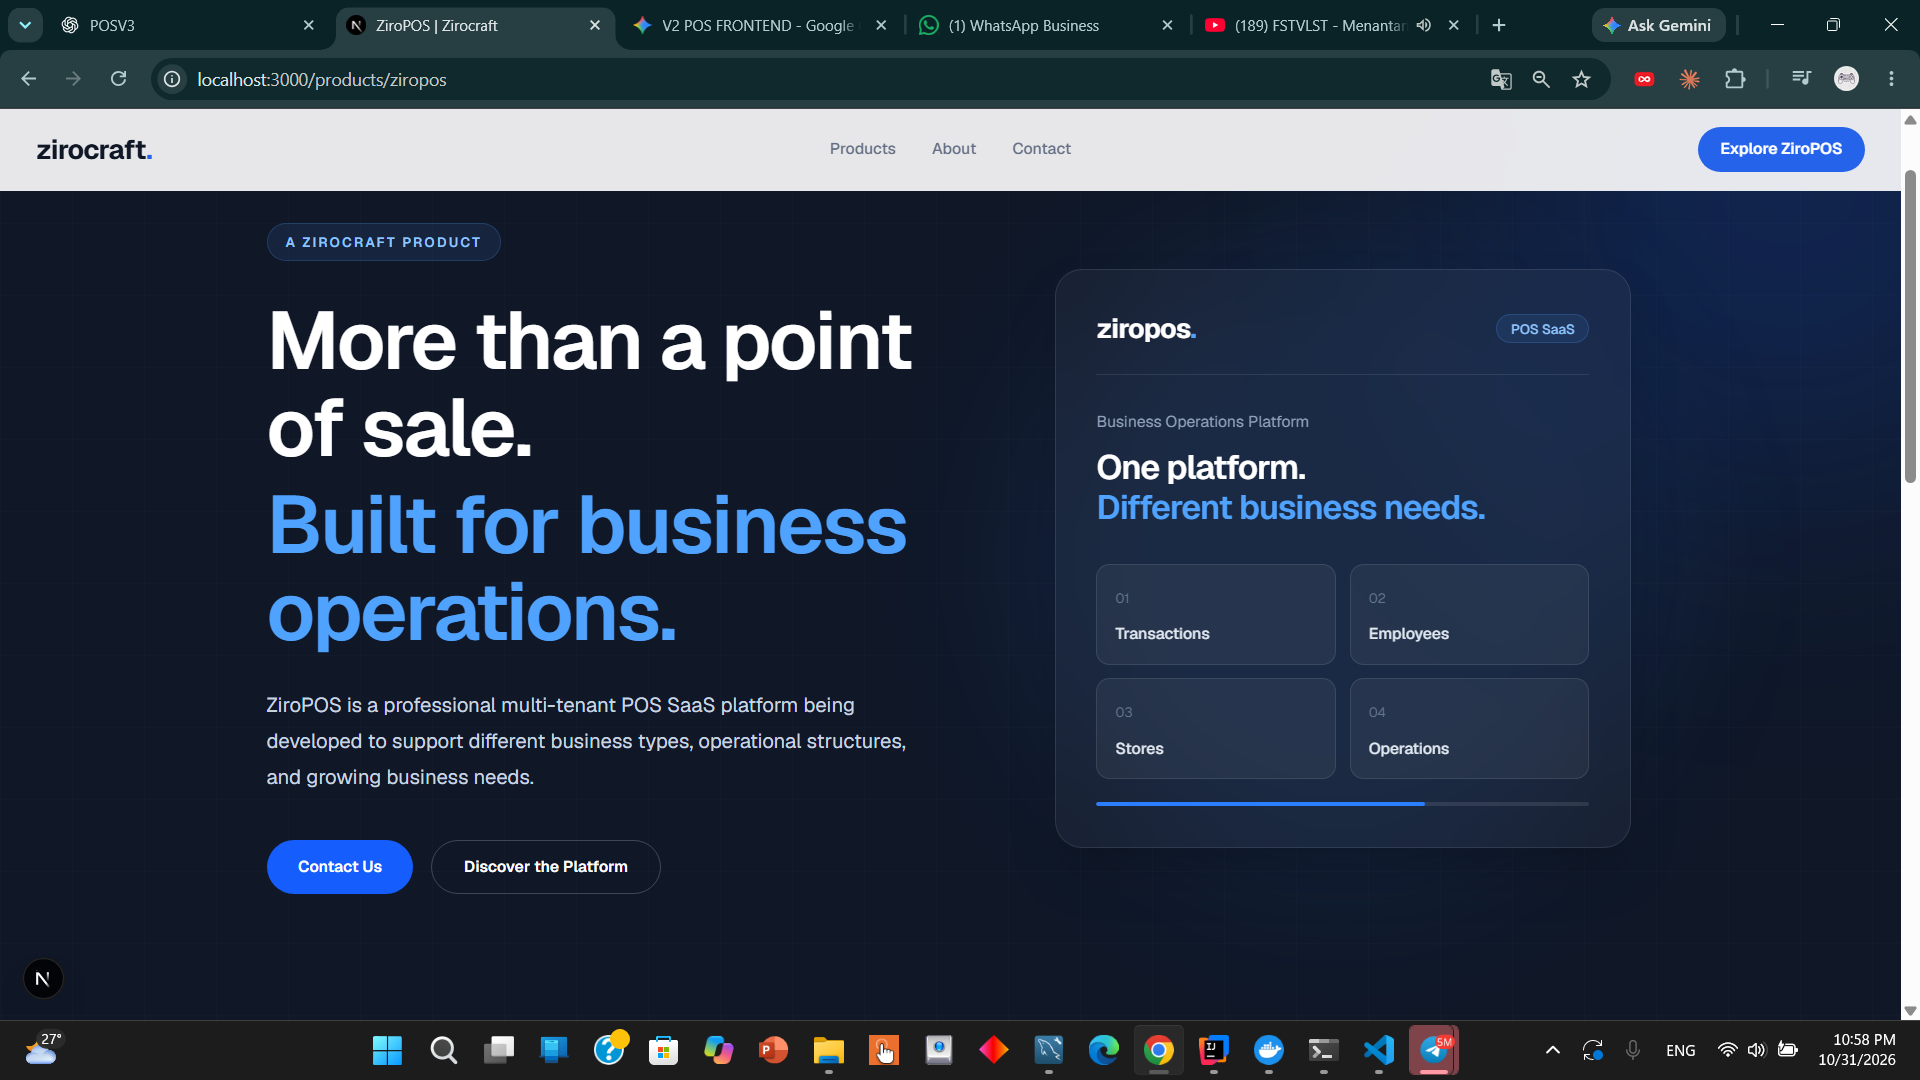 POSV3
ZiroPOS | Zirocraft
V2 POS FRONTEND - Google
(1) WhatsApp Business
(189) FSTVLST - Menantan
Ask Gemini
localhost:3000/products/ziropos
zirocraft.
Products
About
Contact
Explore ZiroPOS
A ZIROCRAFT PRODUCT
More than a point
of sale.
Built for business
operations.
ZiroPOS is a professional multi-tenant POS SaaS platform being
developed to support different business types, operational structures,
and growing business needs.
Contact Us
Discover the Platform
ziropos.
POS SaaS
Business Operations Platform
One platform.
Different business needs.
01
Transactions
02
Employees
03
Stores
04
Operations
N
27°
5M
ENG
10:58 PM
10/31/2026